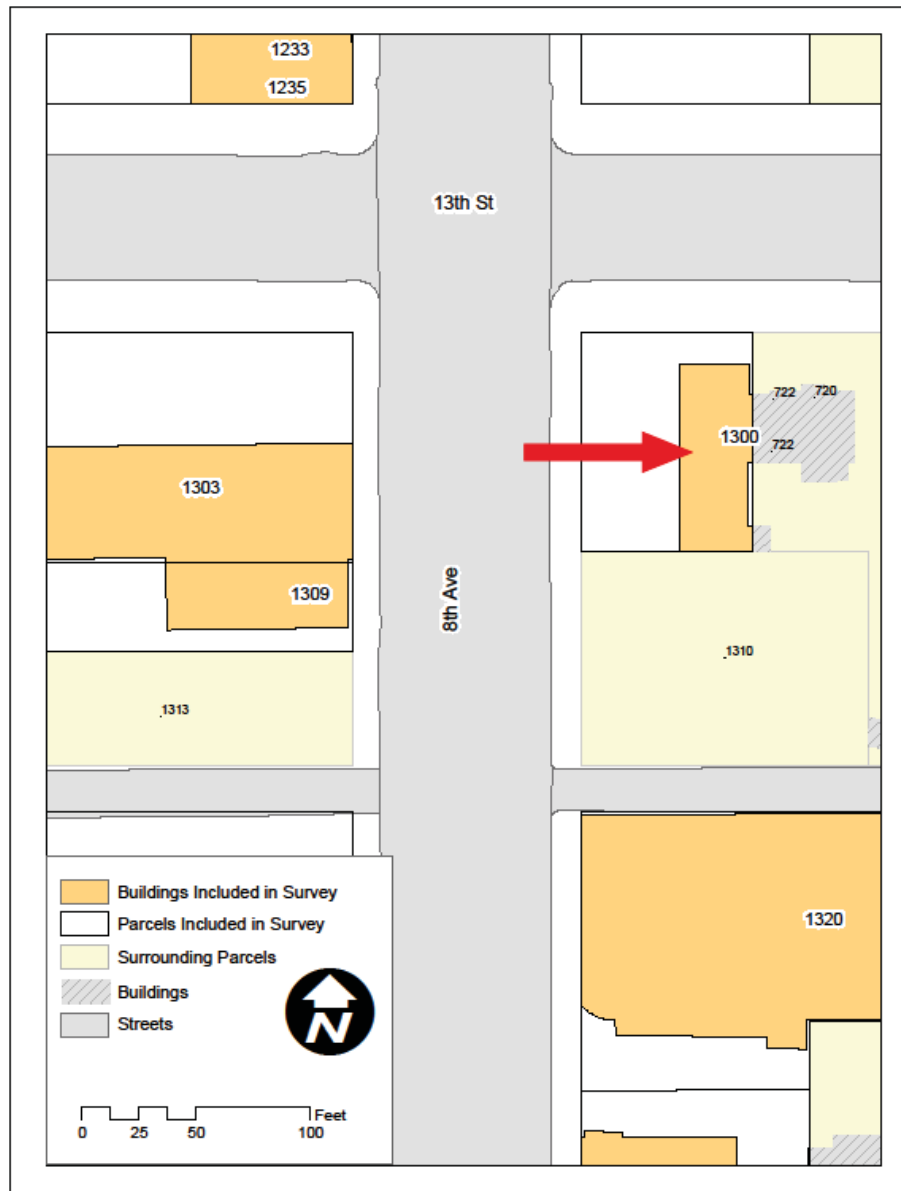 1233
1235
13th St
722
720
1300
722
1303
8th Ave
1309
1310
1313
Buildings Included in Survey
Parcels Included in Survey
Surrounding Parcels
Buildings
Streets
N
1320
Feet
0 25 50 100